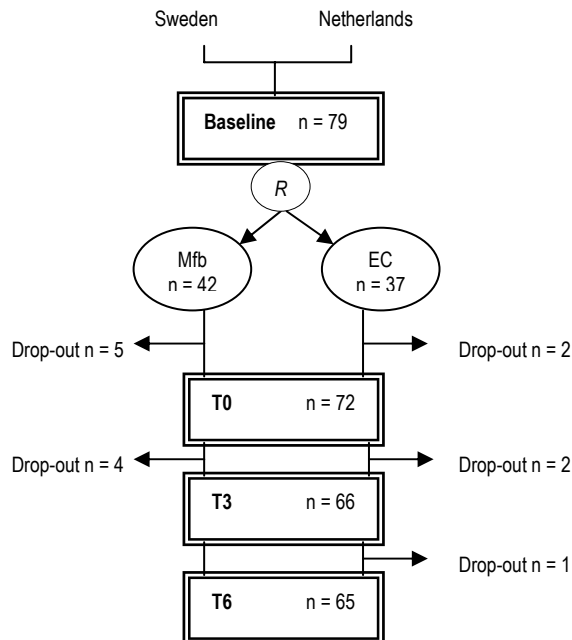 Sweden Netherlands
Baseline n = 79
R
Mfb
n = 42
EC
n = 37
Drop-out n = 5
Drop-out n = 2
T0 n = 72
Drop-out n = 4
Drop-out n = 2
T3 n = 66
Drop-out n = 1
T6 n = 65